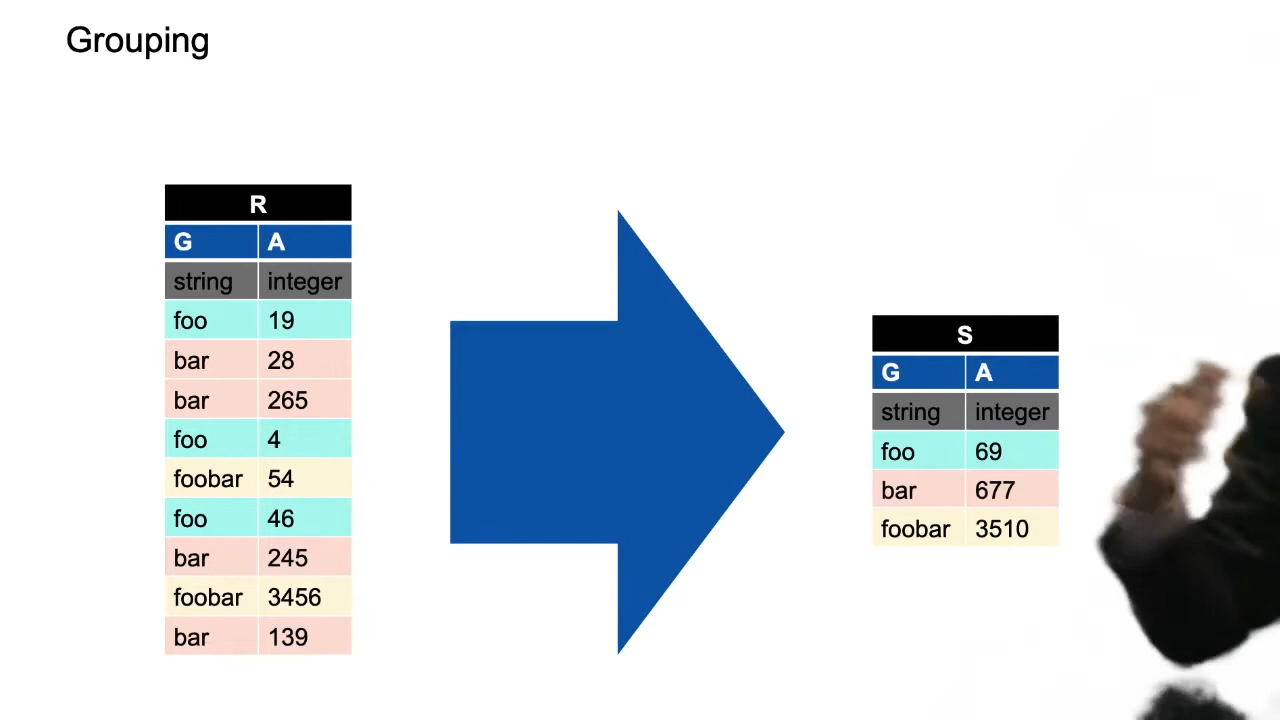 Grouping
R
G A
string integer
foo 19
bar 28
bar 265
foo 4
foobar 54
foo 46
bar 245
foobar 3456
bar 139
S
G A
string integer
foo 69
bar 677
foobar 3510